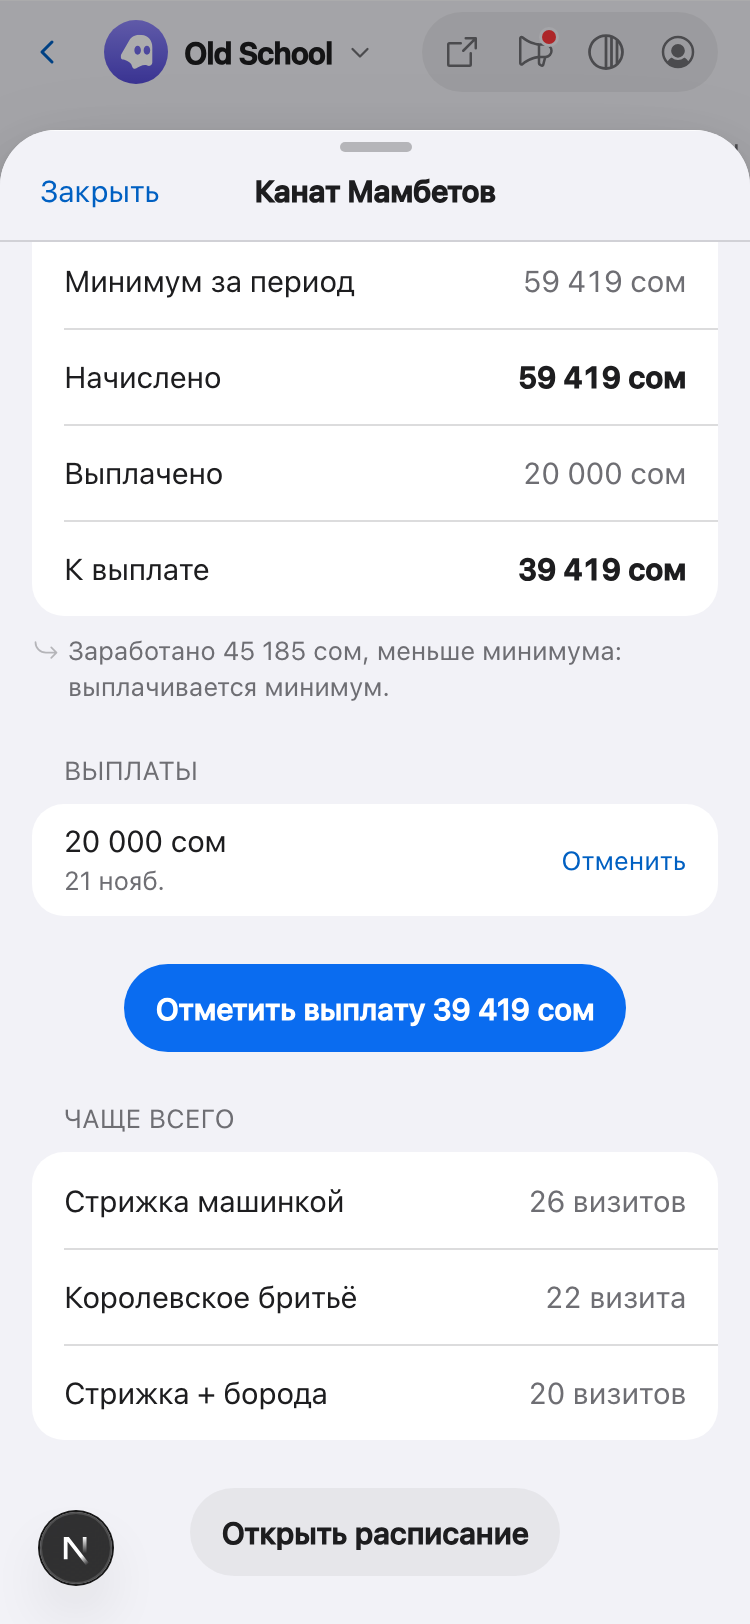 Old School
Закрыть
Канат Мамбетов
Минимум за период 59 419 сом
Начислено 59 419 сом
Выплачено 20 000 сом
К выплате 39 419 сом
Заработано 45 185 сом, меньше минимума:
выплачивается минимум.
ВЫПЛАТЫ
20 000 сом
21 нояб.
Отменить
Отметить выплату 39 419 сом
ЧАЩЕ ВСЕГО
Стрижка машинкой 26 визитов
Королевское бритьё 22 визита
Стрижка + борода 20 визитов
Открыть расписание
N